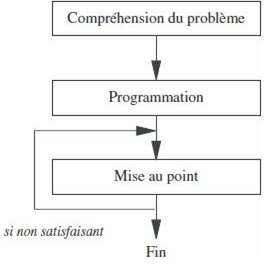 Compréhension du problème
Programmation
Mise au point
si non satisfaisant
Fin